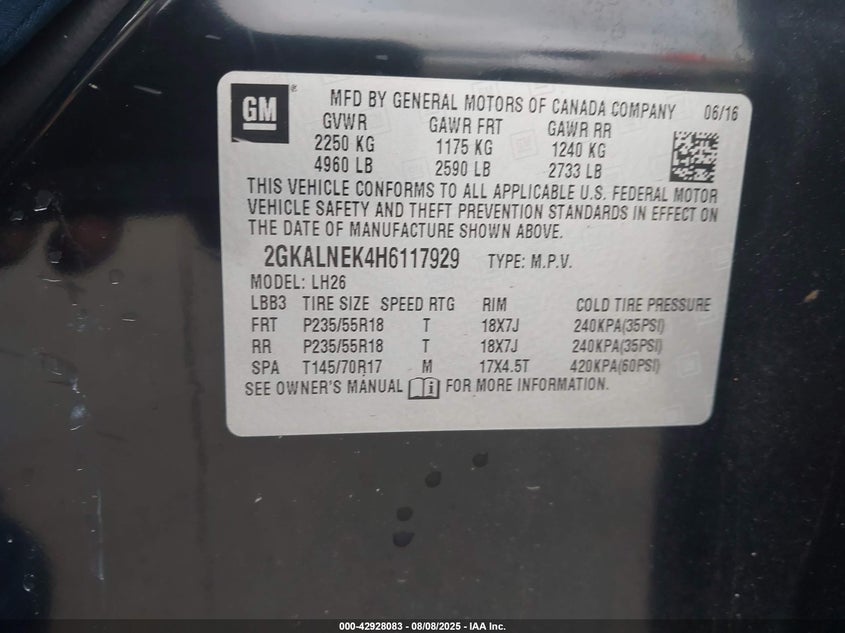 GM ® MFD BY GENERAL MOTORS OF CANADA COMPANY 06/16
GVWR GAWR FRT GAWR RR
2250 KG 1175 KG 1240 KG
4960 LB 2590 LB 2733 LB
THIS VEHICLE CONFORMS TO ALL APPLICABLE U.S. FEDERAL MOTOR
VEHICLE SAFETY AND THEFT PREVENTION STANDARDS IN EFFECT ON
THE DATE OF MANUFACTURE SHOWN ABOVE.
2GKALNEK4H6117929 TYPE: M.P.V.
MODEL: LH26
LBB3 TIRE SIZE SPEED RTG RIM COLD TIRE PRESSURE
FRT P235/55R18 T 18X7J 240KPA(35PSI)
RR P235/55R18 T 18X7J 240KPA(35PSI)
SPA T145/70R17 M 17X4.5T 420KPA(60PSI)
SEE OWNER'S MANUAL FOR MORE INFORMATION.
000-42928083 - 08/08/2025 - IAA Inc.